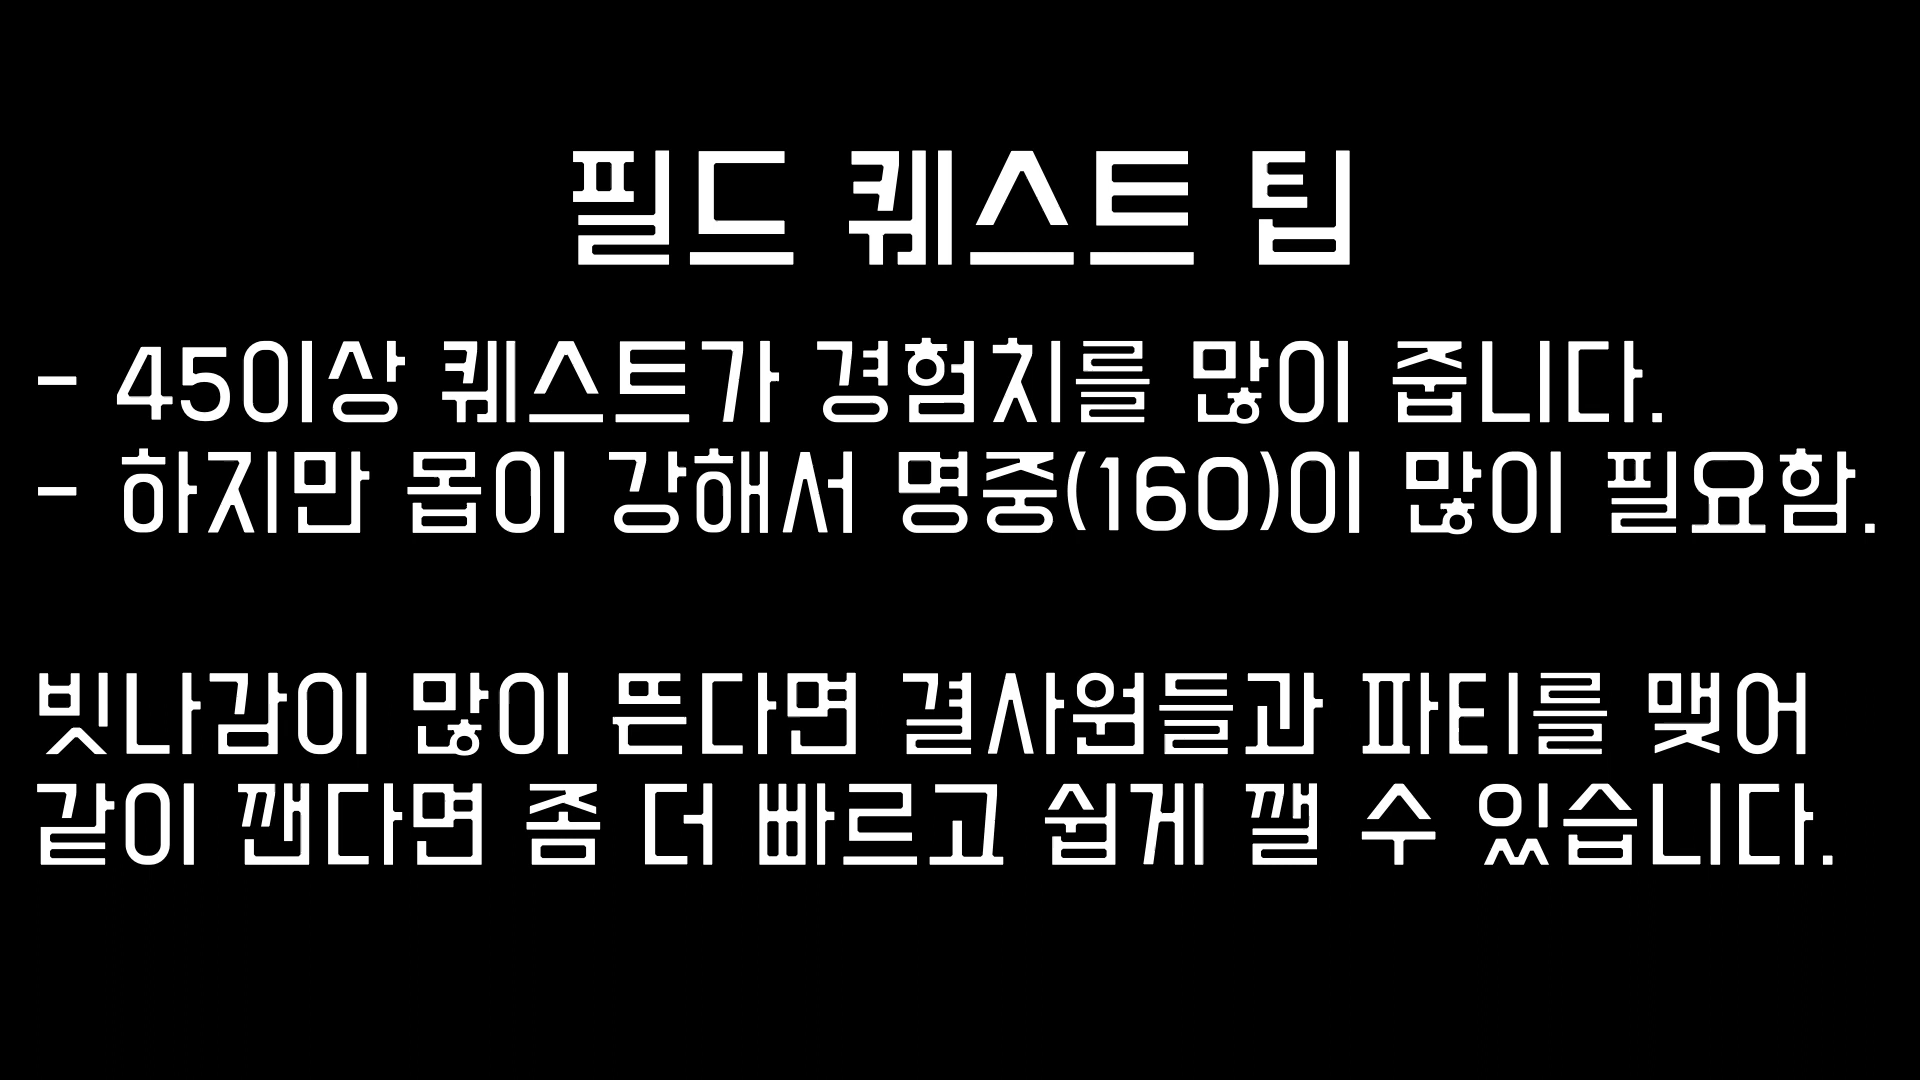 필드 퀘스트 팁
- 45이상 퀘스트가 경험치를 많이 줍니다.
- 하지만 몹이 강해서 명중(160)이 많이 필요함.
빗나감이 많이 뜬다면 결사원들과 파티를 맺어
같이 깬다면 좀 더 빠르고 쉽게 깰 수 있습니다.